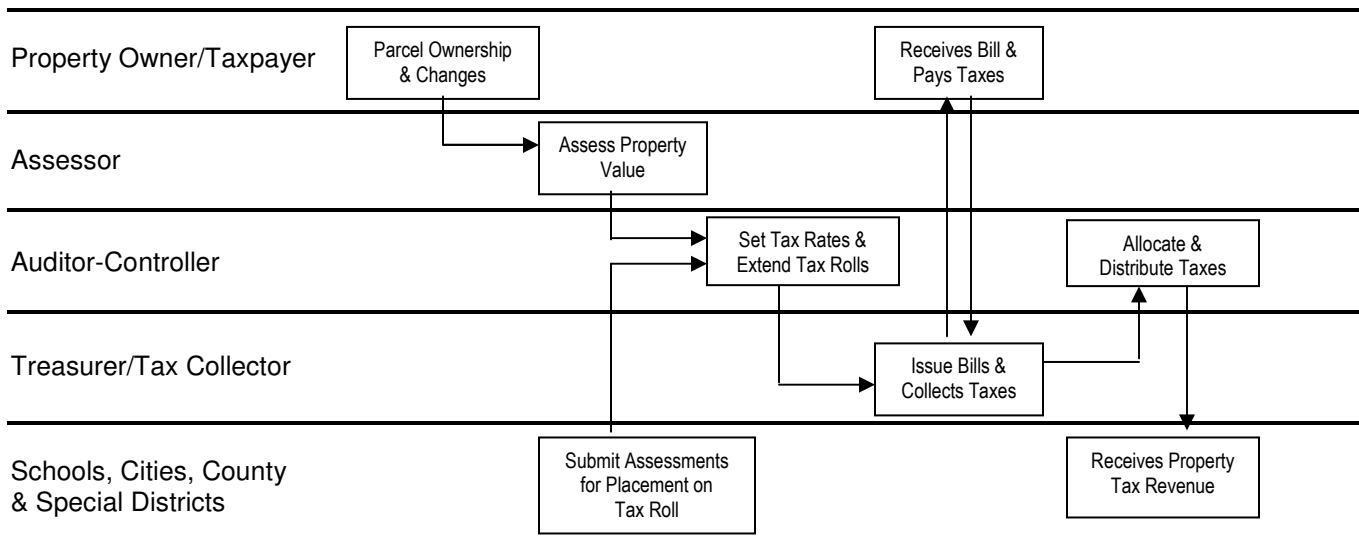 Property Owner/Taxpayer
Parcel Ownership
& Changes
Receives Bill &
Pays Taxes
Assessor
Assess Property
Value
Auditor-Controller
Set Tax Rates &
Extend Tax Rolls
Allocate &
Distribute Taxes
Treasurer/Tax Collector
Issue Bills &
Collects Taxes
Schools, Cities, County
& Special Districts
Submit Assessments
for Placement on
Tax Roll
Receives Property
Tax Revenue